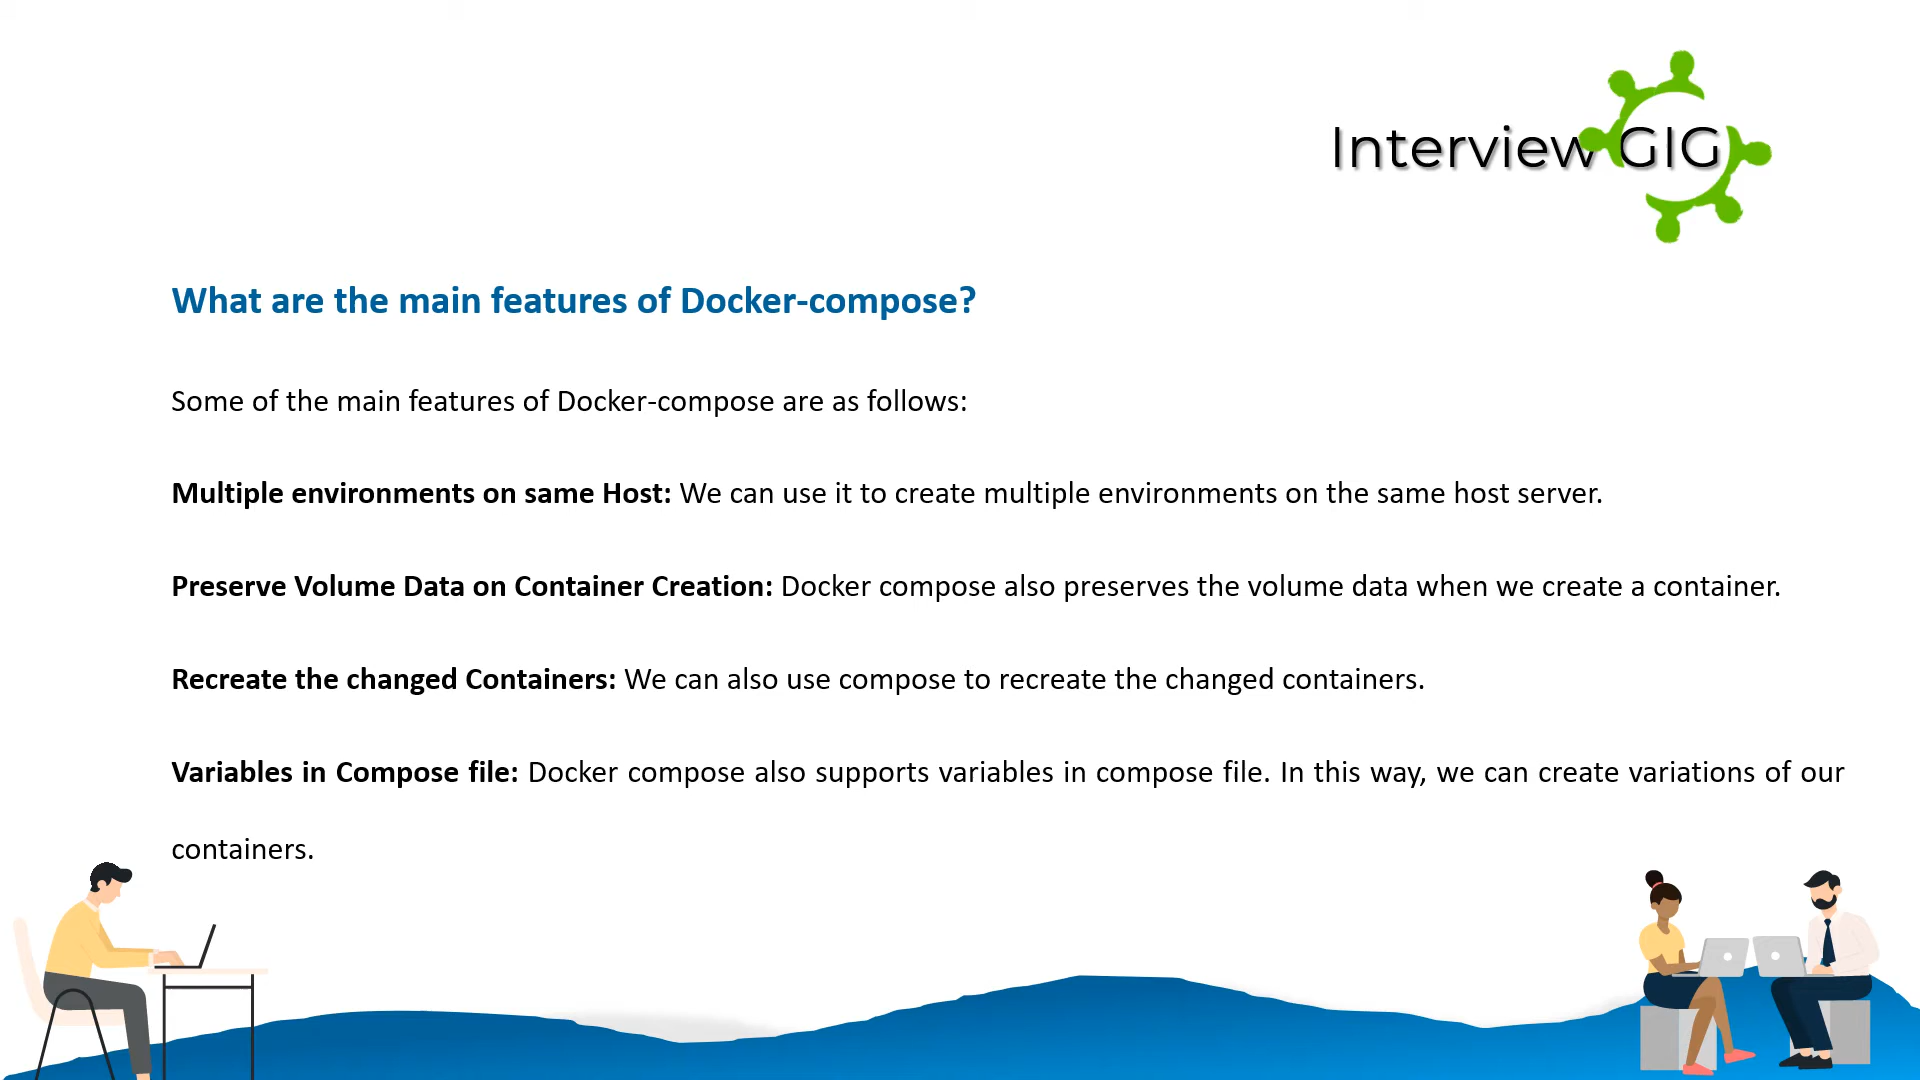 Interview GIG
What are the main features of Docker-compose?
Some of the main features of Docker-compose are as follows:
Multiple environments on same Host: We can use it to create multiple environments on the same host server.
Preserve Volume Data on Container Creation: Docker compose also preserves the volume data when we create a container.
Recreate the changed Containers: We can also use compose to recreate the changed containers.
Variables in Compose file: Docker compose also supports variables in compose file. In this way, we can create variations of our
containers.